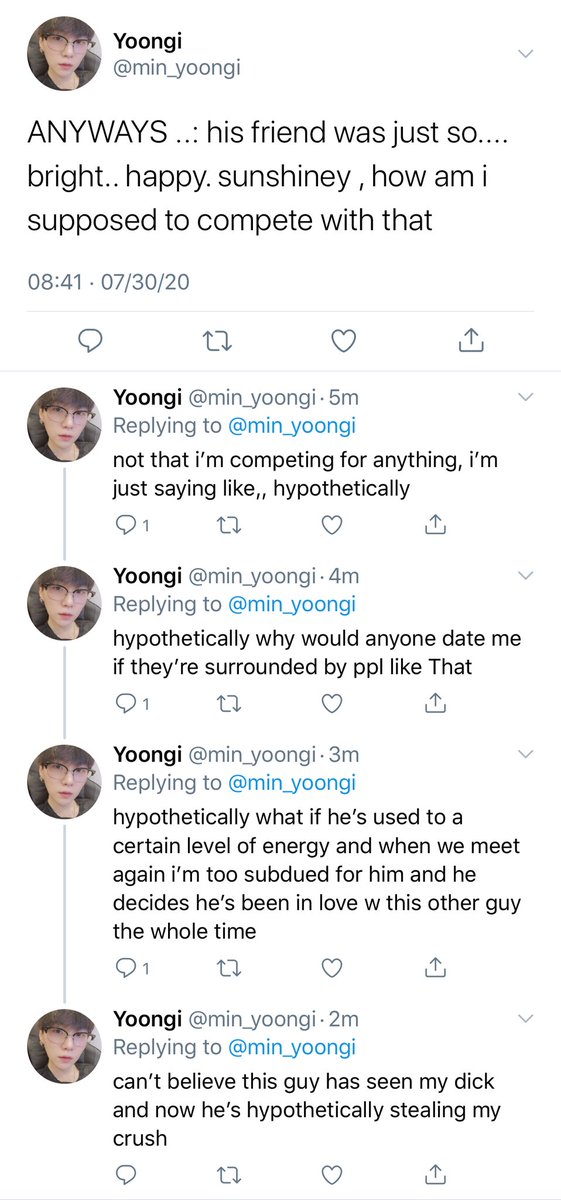 Yoongi
@min_yoongi
ANYWAYS ..: his friend was just so....
bright.. happy. sunshiney , how am i
supposed to compete with that
08:41 · 07/30/20
Yoongi @min_yoongi · 5m
Replying to @min_yoongi
not that i’m competing for anything, i’m
just saying like,, hypothetically
1
Yoongi @min_yoongi · 4m
Replying to @min_yoongi
hypothetically why would anyone date me
if they’re surrounded by ppl like That
1
Yoongi @min_yoongi · 3m
Replying to @min_yoongi
hypothetically what if he’s used to a
certain level of energy and when we meet
again i’m too subdued for him and he
decides he’s been in love w this other guy
the whole time
1
Yoongi @min_yoongi · 2m
Replying to @min_yoongi
can’t believe this guy has seen my dick
and now he’s hypothetically stealing my
crush